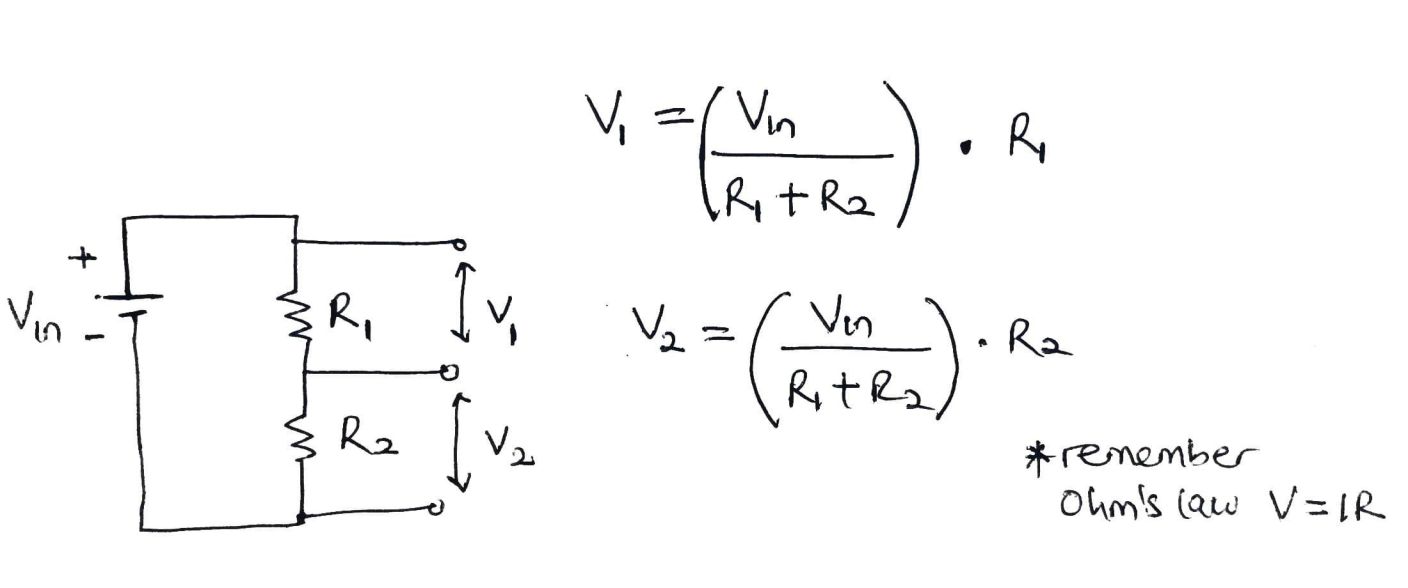 V₁ = (Vin / (R₁ + R₂)) · R₁
+
Vin
-
R₁
V₁
R₂
V₂
V₂ = (Vin / (R₁ + R₂)) · R₂
*remember
Ohm's law V = IR